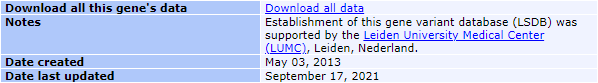 Download all this gene's data Download all data
Notes Establishment of this gene variant database (LSDB) was
supported by the Leiden University Medical Center
(LUMC), Leiden, Nederland.
Date created May 03, 2013
Date last updated September 17, 2021